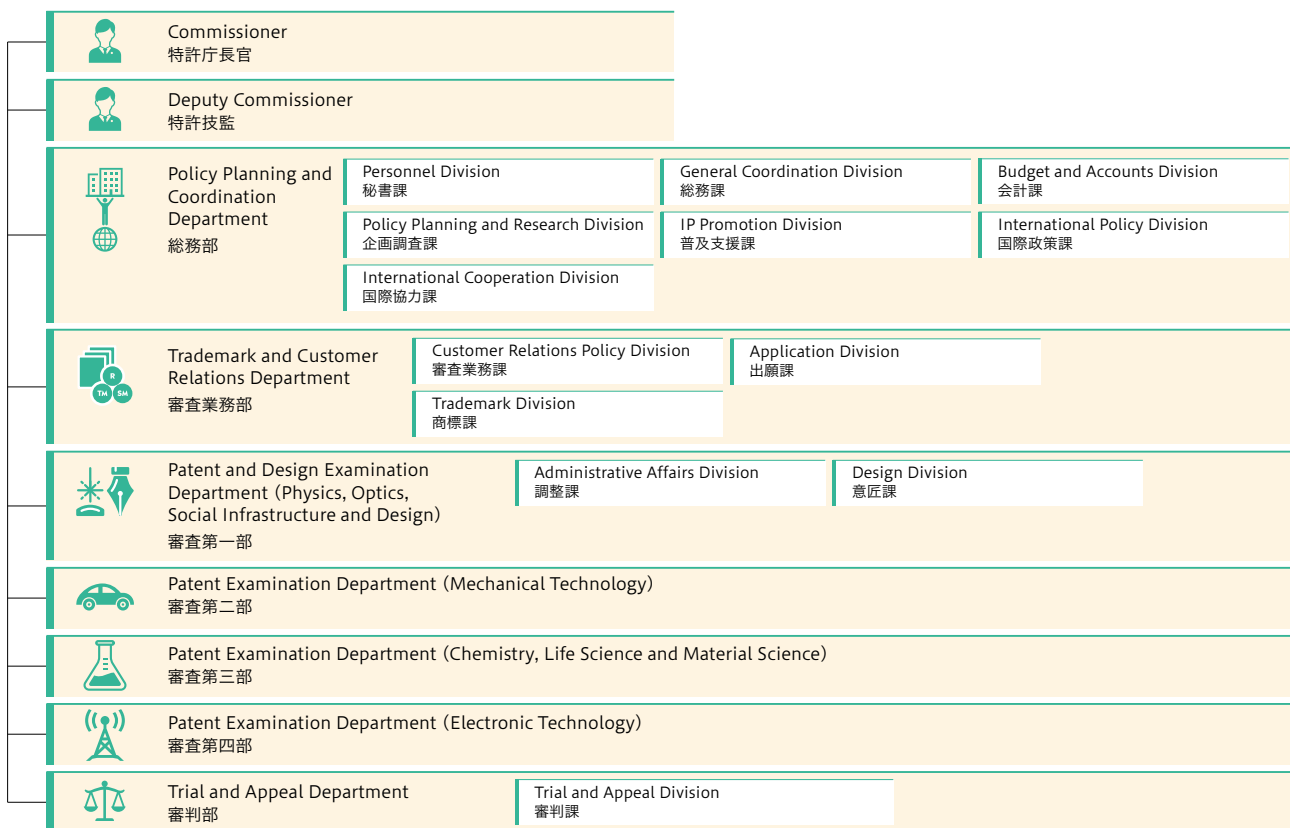 Commissioner
特許庁長官
Deputy Commissioner
特許技監
Policy Planning and
Coordination
Department
総務部
Personnel Division
秘書課
General Coordination Division
総務課
Budget and Accounts Division
会計課
Policy Planning and Research Division
企画調査課
IP Promotion Division
普及支援課
International Policy Division
国際政策課
International Cooperation Division
国際協力課
R
TM
SM
Trademark and Customer
Relations Department
審査業務部
Customer Relations Policy Division
審査業務課
Application Division
出願課
Trademark Division
商標課
Patent and Design Examination
Department (Physics, Optics,
Social Infrastructure and Design)
審査第一部
Administrative Affairs Division
調整課
Design Division
意匠課
Patent Examination Department (Mechanical Technology)
審査第二部
Patent Examination Department (Chemistry, Life Science and Material Science)
審査第三部
Patent Examination Department (Electronic Technology)
審査第四部
Trial and Appeal Department
審判部
Trial and Appeal Division
審判課